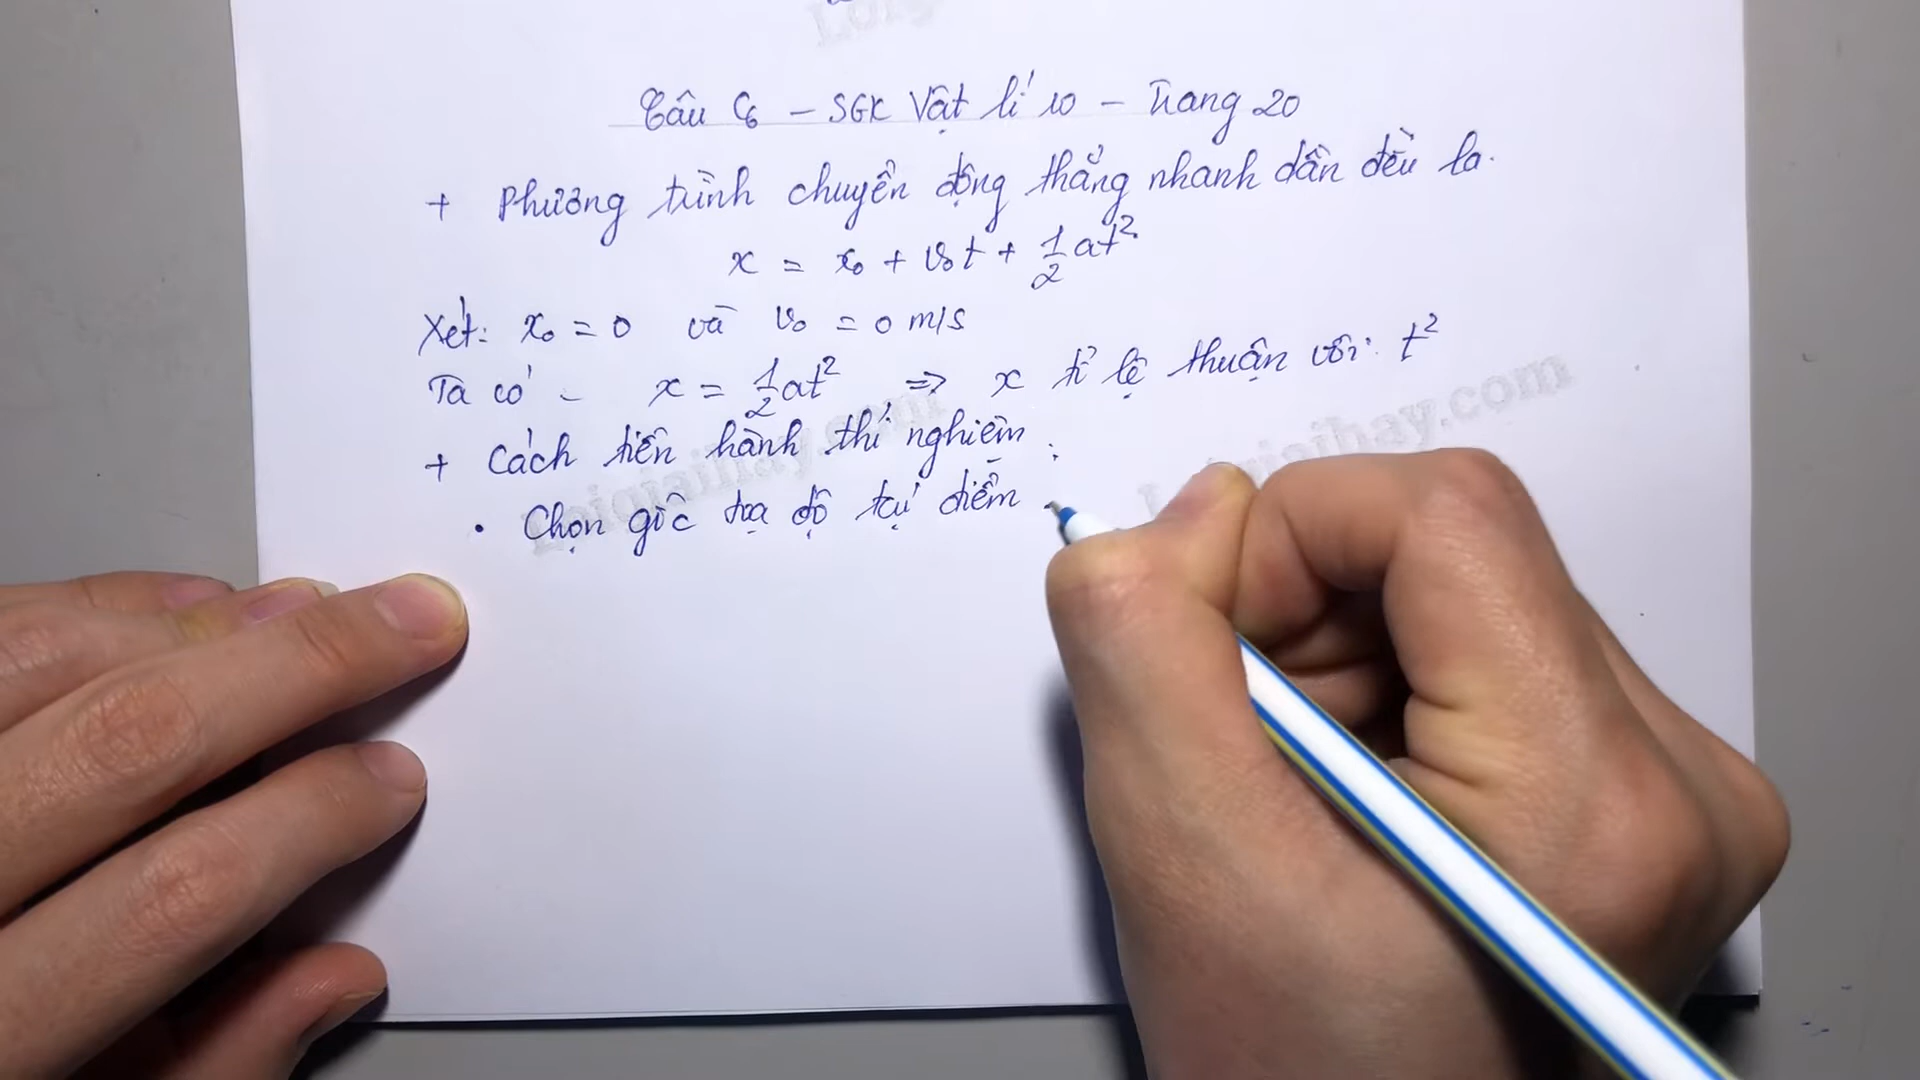 Câu C6 – SGK Vật lí 10 – Trang 20
+ Phương trình chuyển động thẳng nhanh dần đều là.
x = x₀ + v₀t + 1/2 at²
Xét: x₀ = 0 và v₀ = 0 m/s
Ta có – x = 1/2 at² => x tỉ lệ thuận với t²
+ Cách tiến hành thí nghiệm :
• Chọn gốc tọa độ tại điểm
Loigiaihay.com